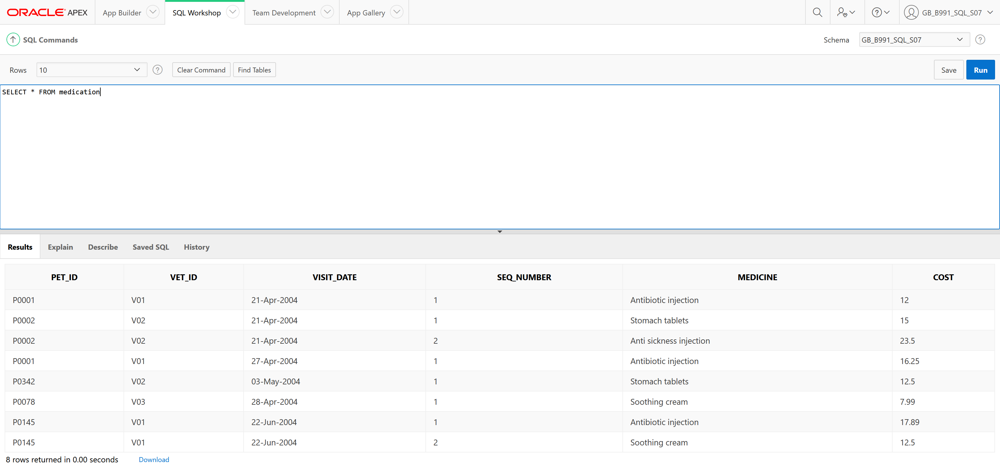 ORACLE APEX App Builder SQL Workshop Team Development App Gallery GB_B991_SQL_S07
SQL Commands Schema GB_B991_SQL_S07
Rows 10 Clear Command Find Tables Save Run
SELECT * FROM medication
Results Explain Describe Saved SQL History
PET_ID VET_ID VISIT_DATE SEQ_NUMBER MEDICINE COST
P0001 V01 21-Apr-2004 1 Antibiotic injection 12
P0002 V02 21-Apr-2004 1 Stomach tablets 15
P0002 V02 21-Apr-2004 2 Anti sickness injection 23.5
P0001 V01 27-Apr-2004 1 Antibiotic injection 16.25
P0342 V02 03-May-2004 1 Stomach tablets 12.5
P0078 V03 28-Apr-2004 1 Soothing cream 7.99
P0145 V01 22-Jun-2004 1 Antibiotic injection 17.89
P0145 V01 22-Jun-2004 2 Soothing cream 12.5
8 rows returned in 0.00 seconds Download